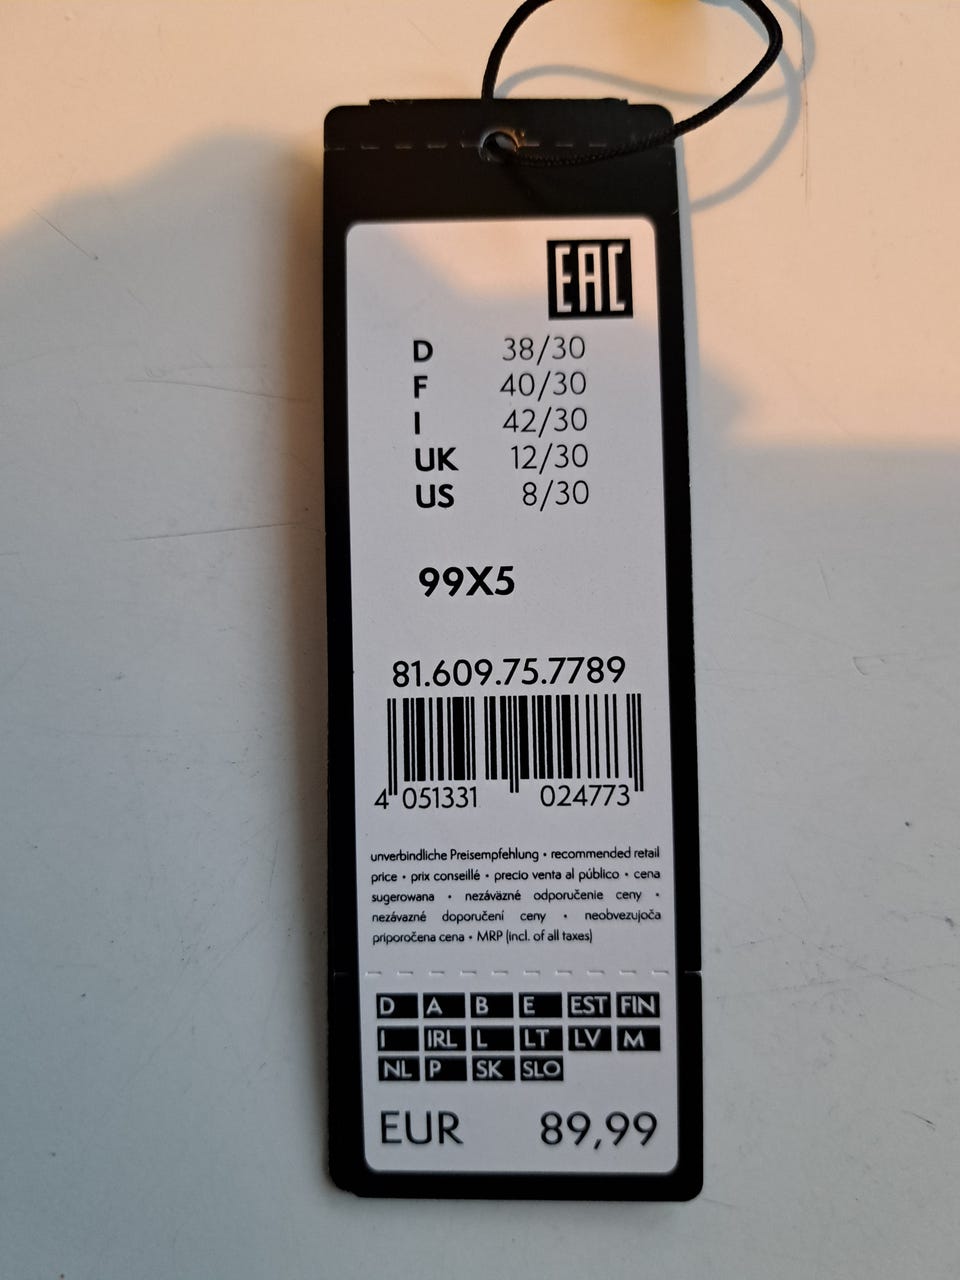 EAC
D 38/30
F 40/30
I 42/30
UK 12/30
US 8/30
99X5
81.609.75.7789
4 051331 024773
unverbindliche Preisempfehlung • recommended retail
price • prix conseillé • precio venta al público • cena
sugerowana • nezáväzné odporučenie ceny •
nezávazné doporučení ceny • neobvezujoča
priporočena cena • MRP (incl. of all taxes)
D A B E EST FIN
I IRL L LT LV M
NL P SK SLO
EUR 89,99